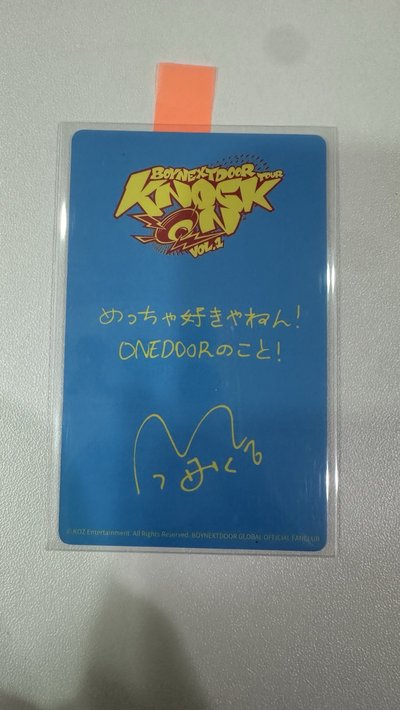 BOYNEXTDOOR TOUR
KNOCK
ON
VOL.1
めっちゃ好きやねん！
ONEDOORのこと！
© KOZ Entertainment. All Rights Reserved. BOYNEXTDOOR GLOBAL OFFICIAL FANCLUB